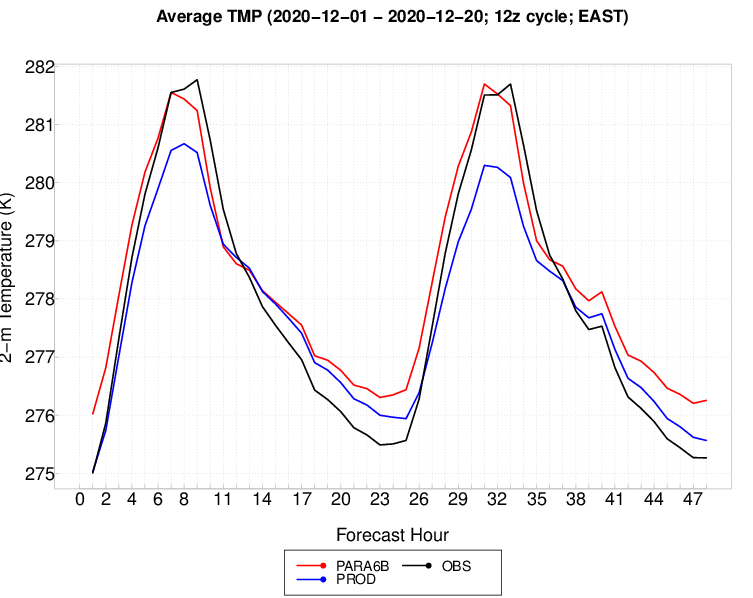 Average TMP (2020−12−01 − 2020−12−20; 12z cycle; EAST)
282
281
280
279
278
277
276
275
2−m Temperature (K)
0 2 4 6 8 11 14 17 20 23 26 29 32 35 38 41 44 47
Forecast Hour
PARA6B OBS
PROD